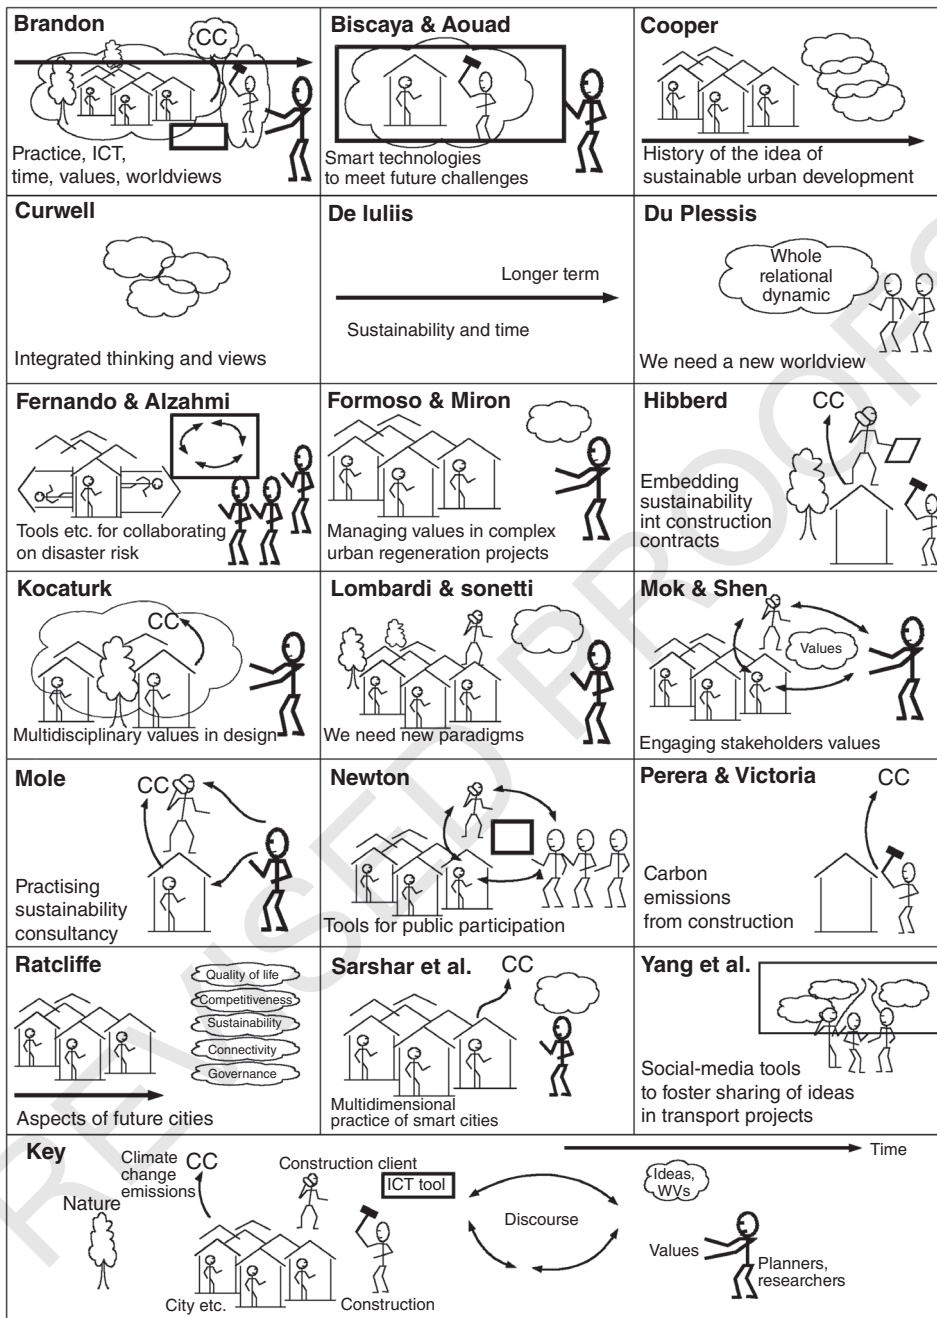 Brandon
CC
Practice, ICT,
time, values, worldviews
Biscaya & Aouad
Smart technologies
to meet future challenges
Cooper
History of the idea of
sustainable urban development
Curwell
Integrated thinking and views
De Iuliis
Longer term
Sustainability and time
Du Plessis
Whole
relational
dynamic
We need a new worldview
Fernando & Alzahmi
Tools etc. for collaborating
on disaster risk
Formoso & Miron
Managing values in complex
urban regeneration projects
Hibberd
CC
Embedding
sustainability
int construction
contracts
Kocaturk
CC
Multidisciplinary values in design
Lombardi & sonetti
We need new paradigms
Mok & Shen
Values
Engaging stakeholders values
Mole
CC
Practising
sustainability
consultancy
Newton
Tools for public participation
Perera & Victoria
CC
Carbon
emissions
from construction
Ratcliffe
Quality of life
Competitiveness
Sustainability
Connectivity
Governance
Aspects of future cities
Sarshar et al.
CC
Multidimensional
practice of smart cities
Yang et al.
Social-media tools
to foster sharing of ideas
in transport projects
Key
Climate
change
emissions
CC
Nature
Construction client
ICT tool
City etc.
Construction
Discourse
Time
Ideas,
WVs
Values
Planners,
researchers
REVISED PROOFS